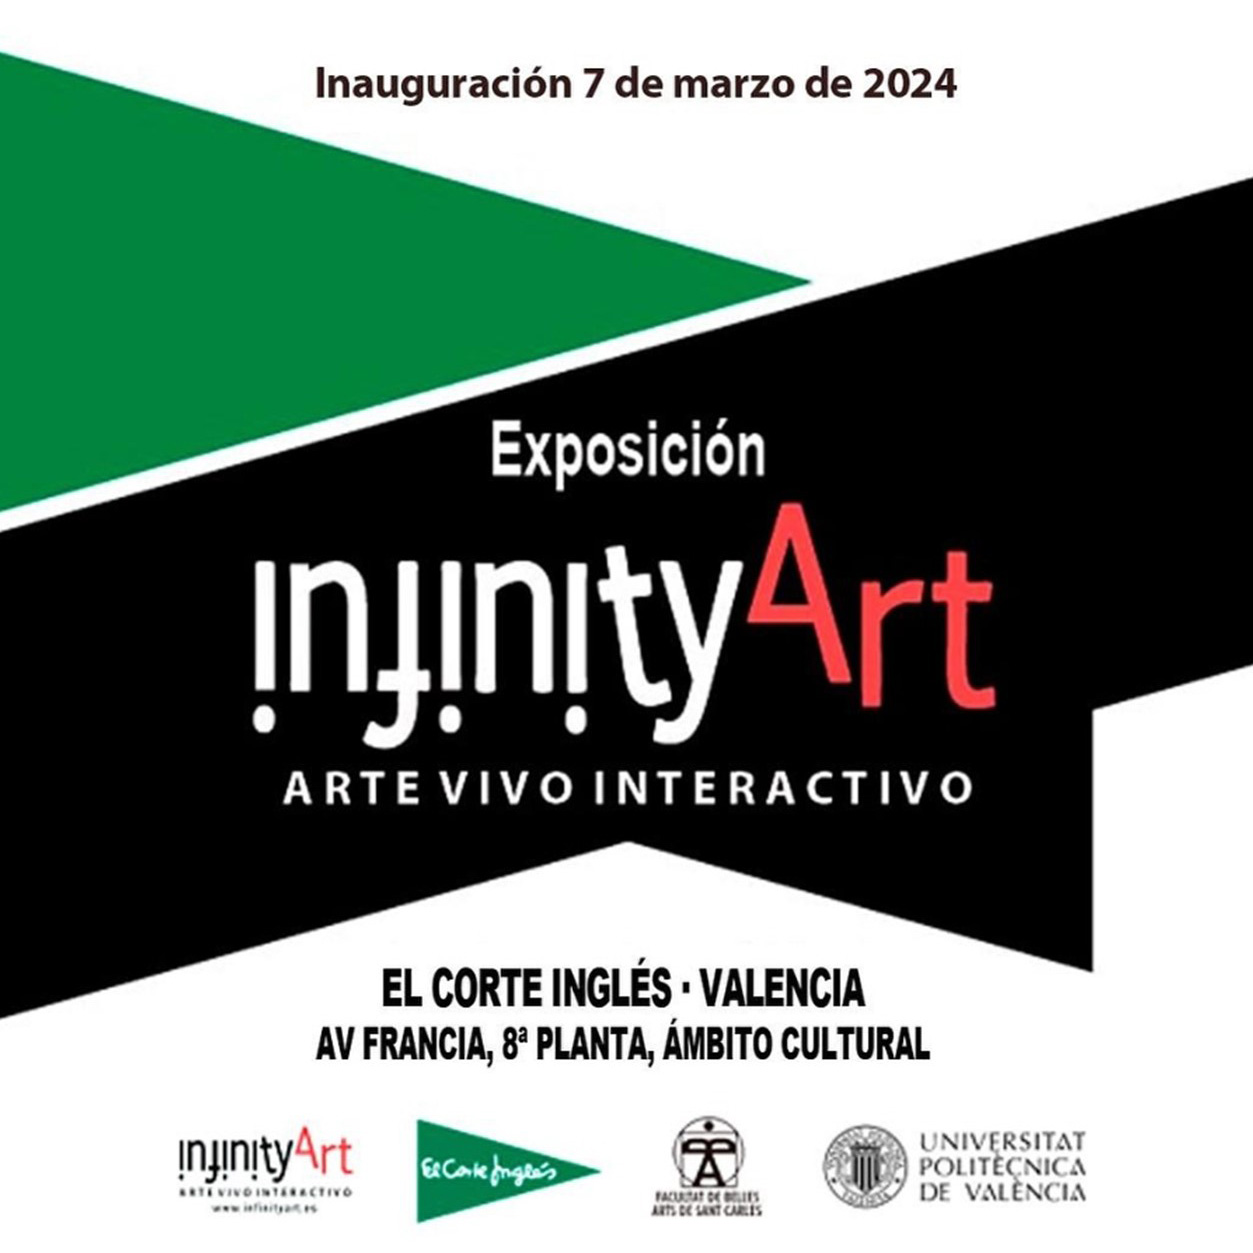 Inauguración 7 de marzo de 2024
Exposición
infinityArt
ARTE VIVO INTERACTIVO
EL CORTE INGLÉS · VALENCIA
AV FRANCIA, 8ª PLANTA, ÁMBITO CULTURAL
infinityArt
ARTE VIVO INTERACTIVO
www.infinityart.es
El Corte Inglés
FACULTAT DE BELLES
ARTS DE SANT CARLES
UNIVERSITAT
POLITÈCNICA
DE VALÈNCIA